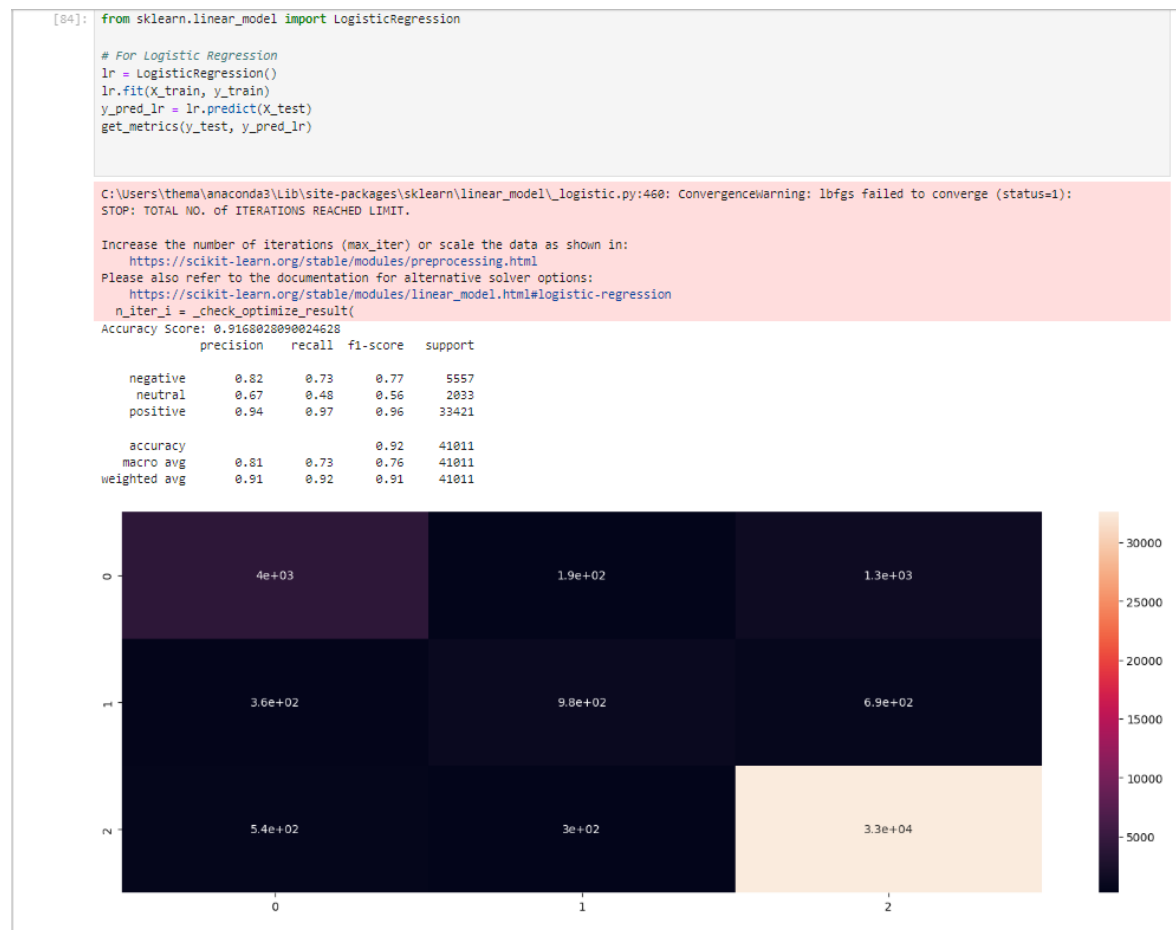 [84]: from sklearn.linear_model import LogisticRegression
# For Logistic Regression
lr = LogisticRegression()
lr.fit(X_train, y_train)
y_pred_lr = lr.predict(X_test)
get_metrics(y_test, y_pred_lr)
C:\Users\thema\anaconda3\Lib\site-packages\sklearn\linear_model\_logistic.py:460: ConvergenceWarning: lbfgs failed to converge (status=1):
STOP: TOTAL NO. of ITERATIONS REACHED LIMIT.
Increase the number of iterations (max_iter) or scale the data as shown in:
https://scikit-learn.org/stable/modules/preprocessing.html
Please also refer to the documentation for alternative solver options:
https://scikit-learn.org/stable/modules/linear_model.html#logistic-regression
n_iter_i = _check_optimize_result(
Accuracy Score: 0.9168028090024628
precision recall f1-score support
negative 0.82 0.73 0.77 5557
neutral 0.67 0.48 0.56 2033
positive 0.94 0.97 0.96 33421
accuracy 0.92 41011
macro avg 0.81 0.73 0.76 41011
weighted avg 0.91 0.92 0.91 41011
30000
0 4e+03 1.9e+02 1.3e+03
25000
20000
1 3.6e+02 9.8e+02 6.9e+02
15000
10000
2 5.4e+02 3e+02 3.3e+04
5000
0 1 2